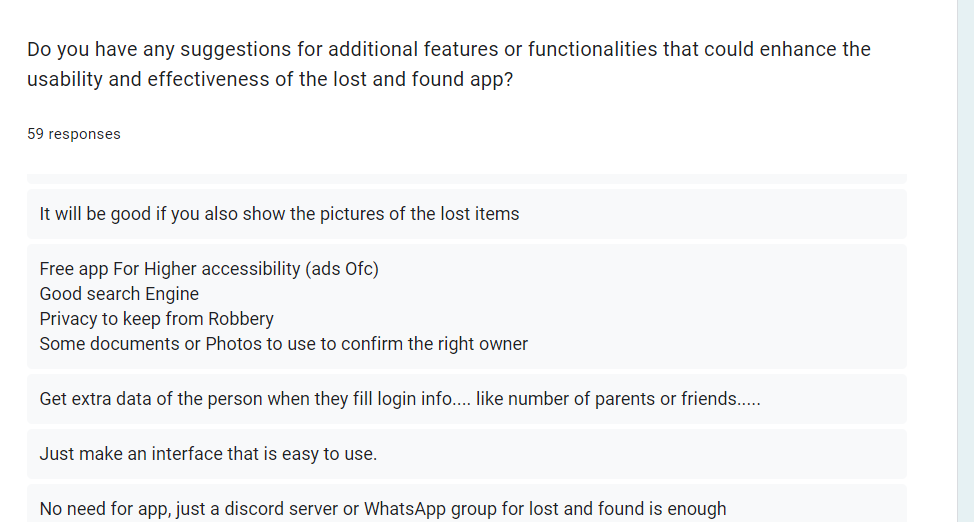 Do you have any suggestions for additional features or functionalities that could enhance the
usability and effectiveness of the lost and found app?
59 responses
It will be good if you also show the pictures of the lost items
Free app For Higher accessibility (ads Ofc)
Good search Engine
Privacy to keep from Robbery
Some documents or Photos to use to confirm the right owner
Get extra data of the person when they fill login info.... like number of parents or friends.....
Just make an interface that is easy to use.
No need for app, just a discord server or WhatsApp group for lost and found is enough